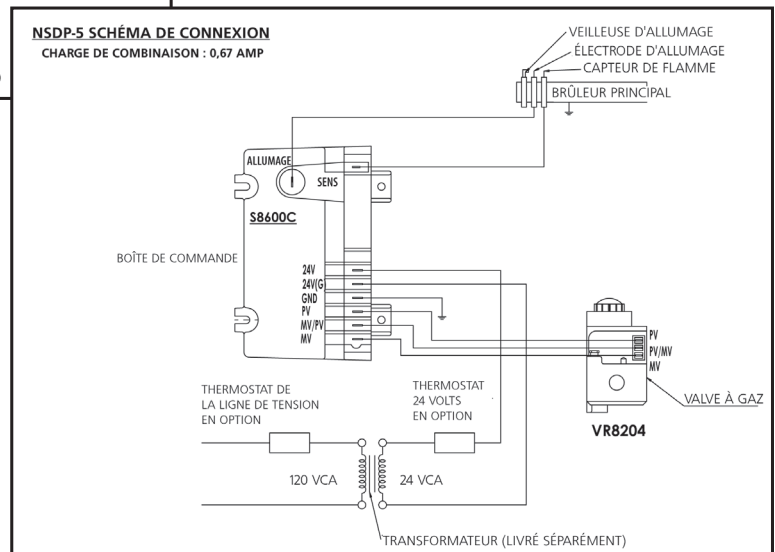 NSDP-5 SCHÉMA DE CONNEXION
CHARGE DE COMBINAISON : 0,67 AMP
VEILLEUSE D'ALLUMAGE
ÉLECTRODE D'ALLUMAGE
CAPTEUR DE FLAMME
BRÛLEUR PRINCIPAL
ALLUMAGE
SENS
S8600C
BOÎTE DE COMMANDE
24V
24V(G)
GND
PV
MV/PV
MV
PV
PV/MV
MV
VALVE À GAZ
VR8204
THERMOSTAT DE
LA LIGNE DE TENSION
EN OPTION
THERMOSTAT
24 VOLTS
EN OPTION
120 VCA
24 VCA
TRANSFORMATEUR (LIVRÉ SÉPARÉMENT)